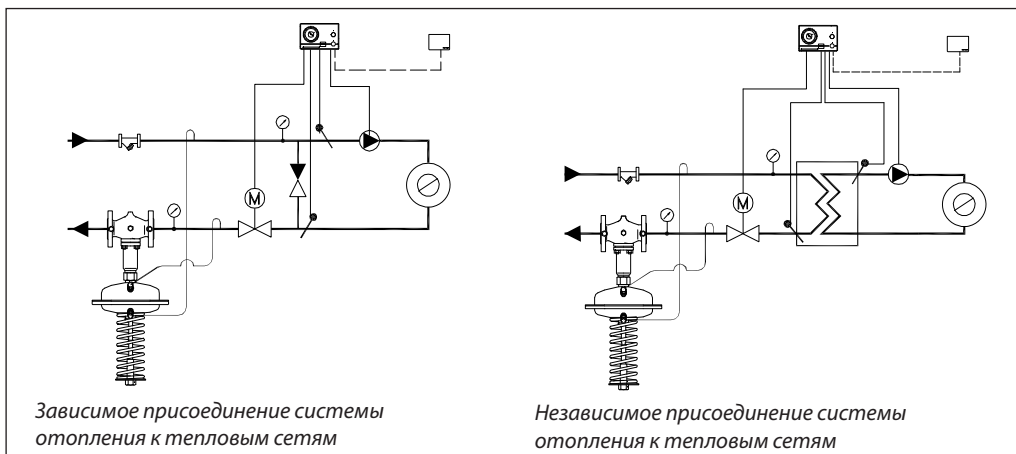 M
M
Зависимое присоединение системы
отопления к тепловым сетям
Независимое присоединение системы
отопления к тепловым сетям